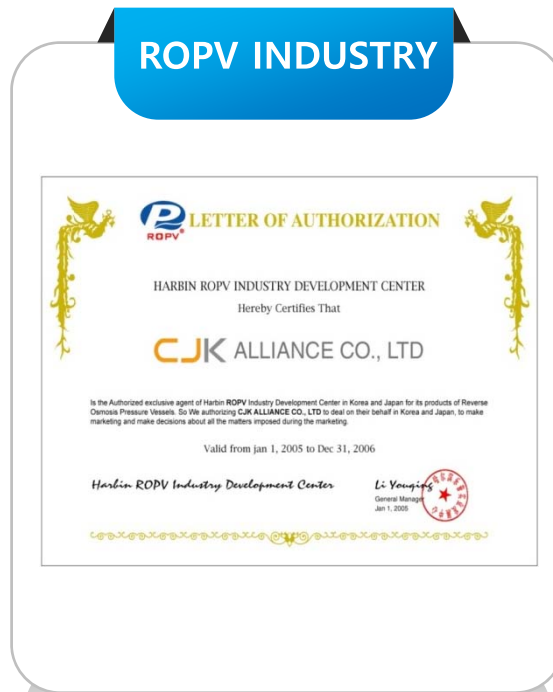 ROPV INDUSTRY
ROPV
LETTER OF AUTHORIZATION
HARBIN ROPV INDUSTRY DEVELOPMENT CENTER
Hereby Certifies That
CJK ALLIANCE CO., LTD
Is the Authorized exclusive agent of Harbin ROPV Industry Development Center in Korea and Japan for its products of Reverse
Osmosis Pressure Vessels. So We authorizing CJK ALLIANCE CO., LTD to deal on their behalf in Korea and Japan, to make
marketing and make decisions about all the matters imposed during the marketing.
Valid from jan 1, 2005 to Dec 31, 2006
Harbin ROPV Industry Development Center
Li Youqing
General Manager
Jan 1, 2005